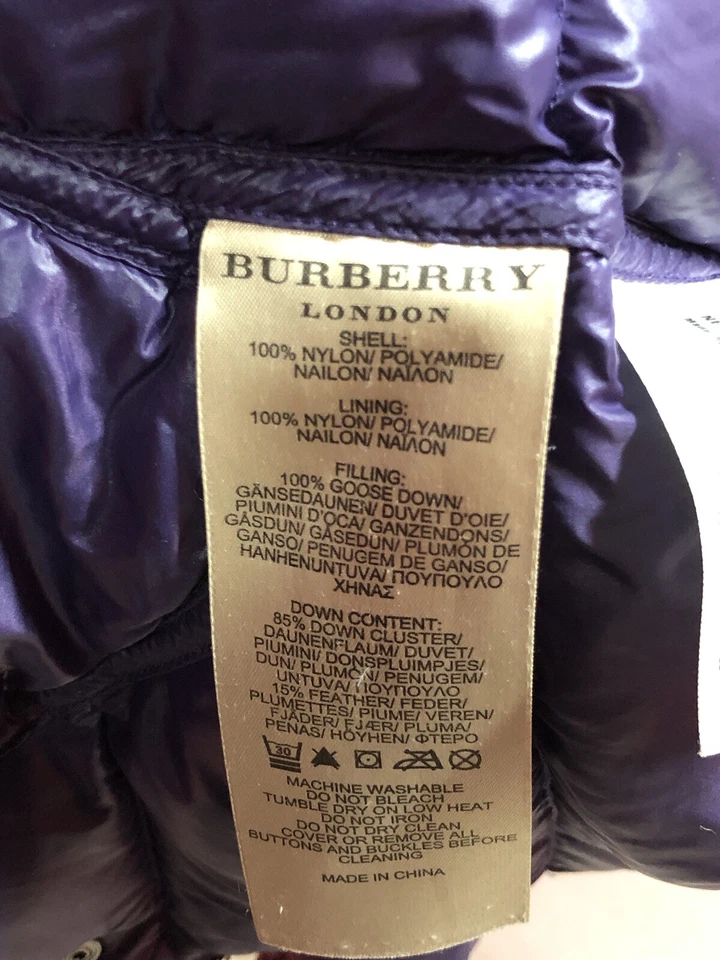 BURBERRY
LONDON
SHELL:
100% NYLON/ POLYAMIDE/
NAILON/ ΝΑΪΛΟΝ
LINING:
100% NYLON/ POLYAMIDE/
NAILON/ ΝΑΪΛΟΝ
FILLING:
100% GOOSE DOWN/
GÄNSEDAUNEN/ DUVET D'OIE/
PIUMINI D'OCA/ GANZENDONS/
GÅSDUN/ GÅSEDUN/ PLUMÓN DE
GANSO/ PENUGEM DE GANSO/
HANHENUNTUVA/ ΠΟΥΠΟΥΛΟ
ΧΗΝΑΣ
DOWN CONTENT:
85% DOWN CLUSTER/
DAUNENFLAUM/ DUVET/
PIUMINI/ DONSPLUIMPJES/
DUN/ PLUMÓN/ PENUGEM/
UNTUVA/ ΠΟΥΠΟΥΛΟ
15% FEATHER/ FEDER/
PLUMETTES/ PIUME/ VEREN/
FJÄDER/ FJÆR/ PLUMA/
PENAS/ HÖYHEN/ ΦΤΕΡΟ
30
MACHINE WASHABLE
DO NOT BLEACH
TUMBLE DRY ON LOW HEAT
DO NOT IRON
DO NOT DRY CLEAN
COVER OR REMOVE ALL
BUTTONS AND BUCKLES BEFORE
CLEANING
MADE IN CHINA